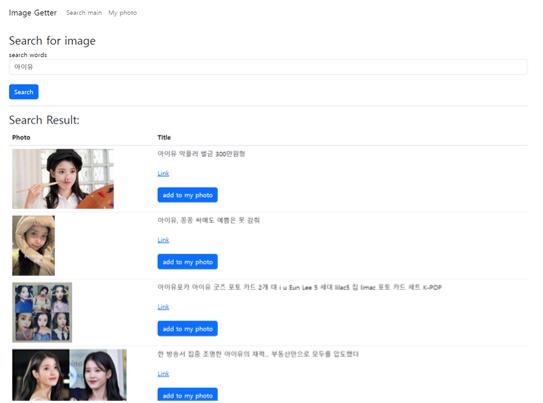 Image Getter Search main My photo
Search for image
search words
아이유
Search
Search Result:
Photo Title
아이유 악플러 벌금 300만원형
Link
add to my photo
아이유, 꽁꽁 싸매도 예쁨은 못 감춰
Link
add to my photo
아이유포카 아이유 굿즈 포토 카드 2개 대 i u Eun Lee 5 세대 lilac5 집 limac 포토 카드 세트 K-POP
Link
add to my photo
한 방송서 집중 조명한 아이유의 재력... 부동산만으로 모두를 압도했다
Link
add to my photo